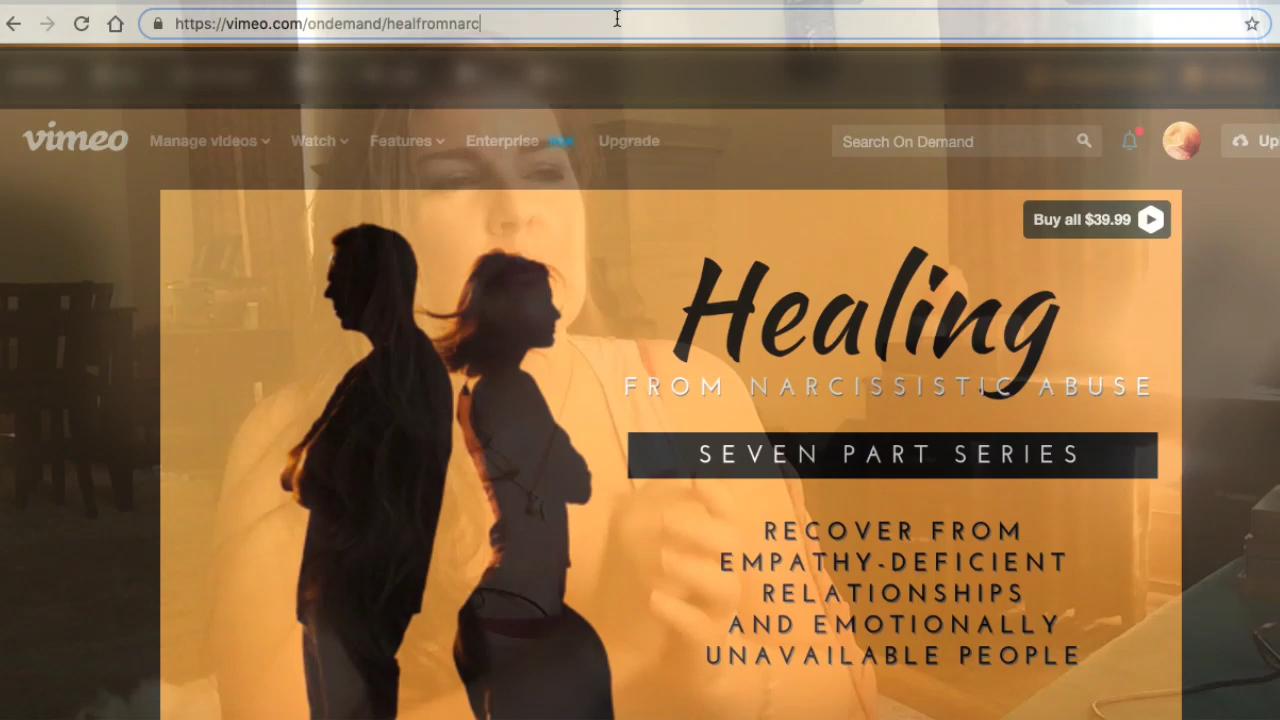 https://vimeo.com/ondemand/healfromnarc
vimeo Manage videos Watch Features Enterprise Upgrade Search On Demand Up
Buy all $39.99
Healing
FROM NARCISSISTIC ABUSE
SEVEN PART SERIES
RECOVER FROM
EMPATHY-DEFICIENT
RELATIONSHIPS
AND EMOTIONALLY
UNAVAILABLE PEOPLE